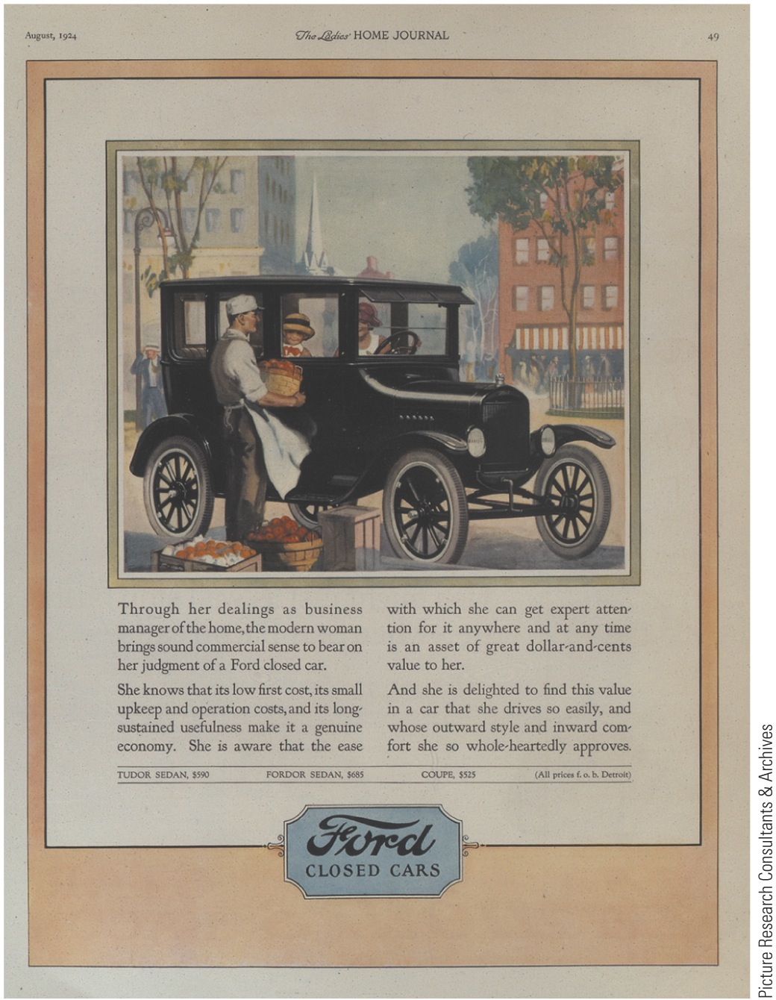 August, 1924
The Ladies' HOME JOURNAL
49
Through her dealings as business
manager of the home, the modern woman
brings sound commercial sense to bear on
her judgment of a Ford closed car.
She knows that its low first cost, its small
upkeep and operation costs, and its long-
sustained usefulness make it a genuine
economy. She is aware that the ease
with which she can get expert atten-
tion for it anywhere and at any time
is an asset of great dollar-and-cents
value to her.
And she is delighted to find this value
in a car that she drives so easily, and
whose outward style and inward com-
fort she so whole-heartedly approves.
TUDOR SEDAN, $590 FORDOR SEDAN, $685 COUPE, $525 (All prices f. o. b. Detroit)
Ford
CLOSED CARS
Picture Research Consultants & Archives